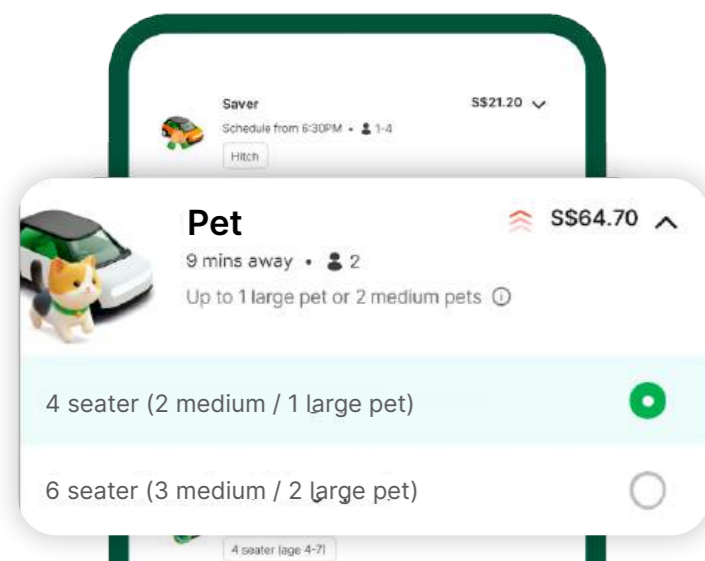 Saver
S$21.20
Schedule from 6:30PM • 1-4
Hitch
Pet
S$64.70
9 mins away • 2
Up to 1 large pet or 2 medium pets
4 seater (2 medium / 1 large pet)
6 seater (3 medium / 2 large pet)
4 seater (age 4-7)